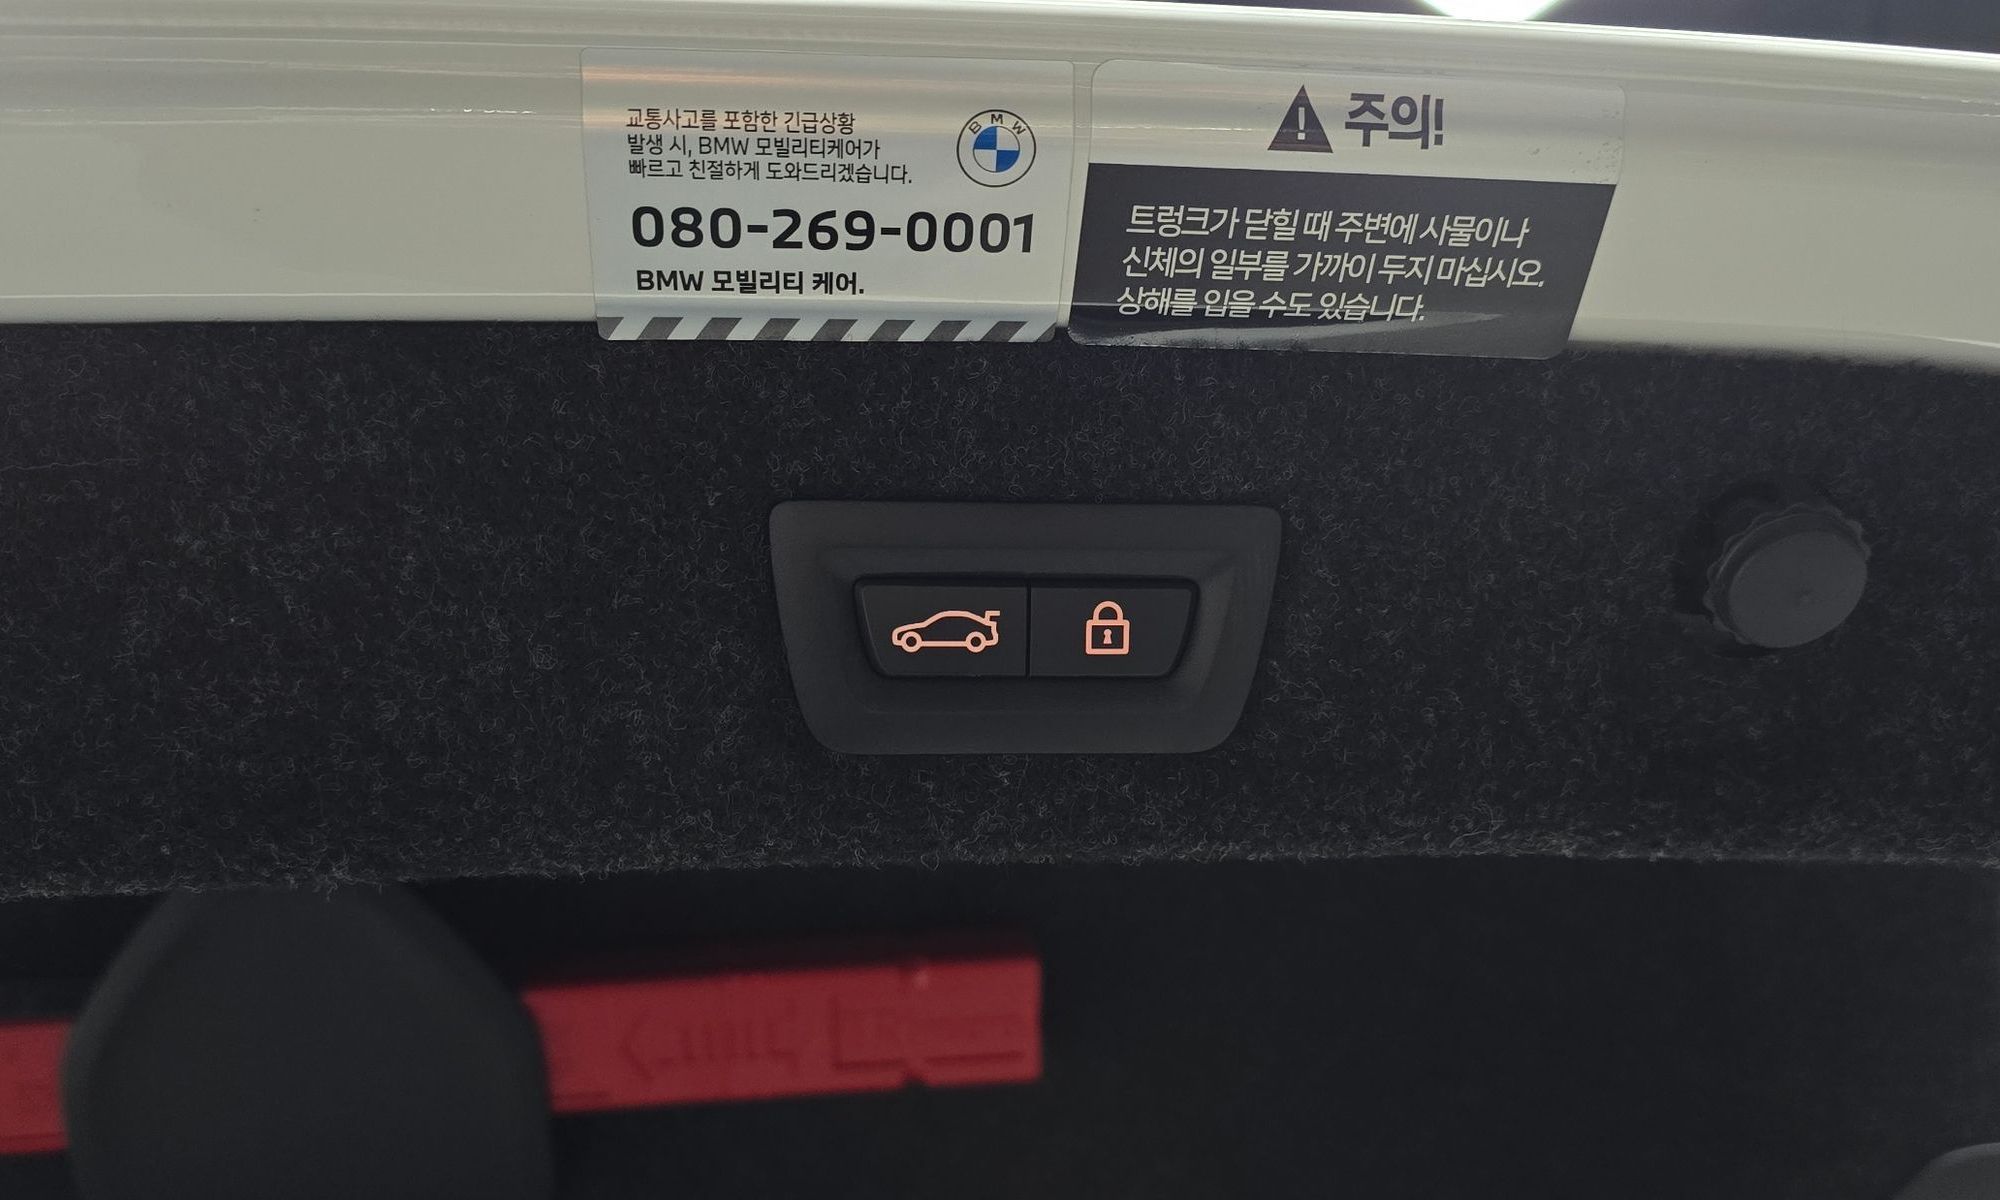 교통사고를 포함한 긴급상황
발생 시, BMW 모빌리티케어가
빠르고 친절하게 도와드리겠습니다.
BMW
080-269-0001
BMW 모빌리티 케어.
주의!
트렁크가 닫힐 때 주변에 사물이나
신체의 일부를 가까이 두지 마십시오.
상해를 입을 수도 있습니다.